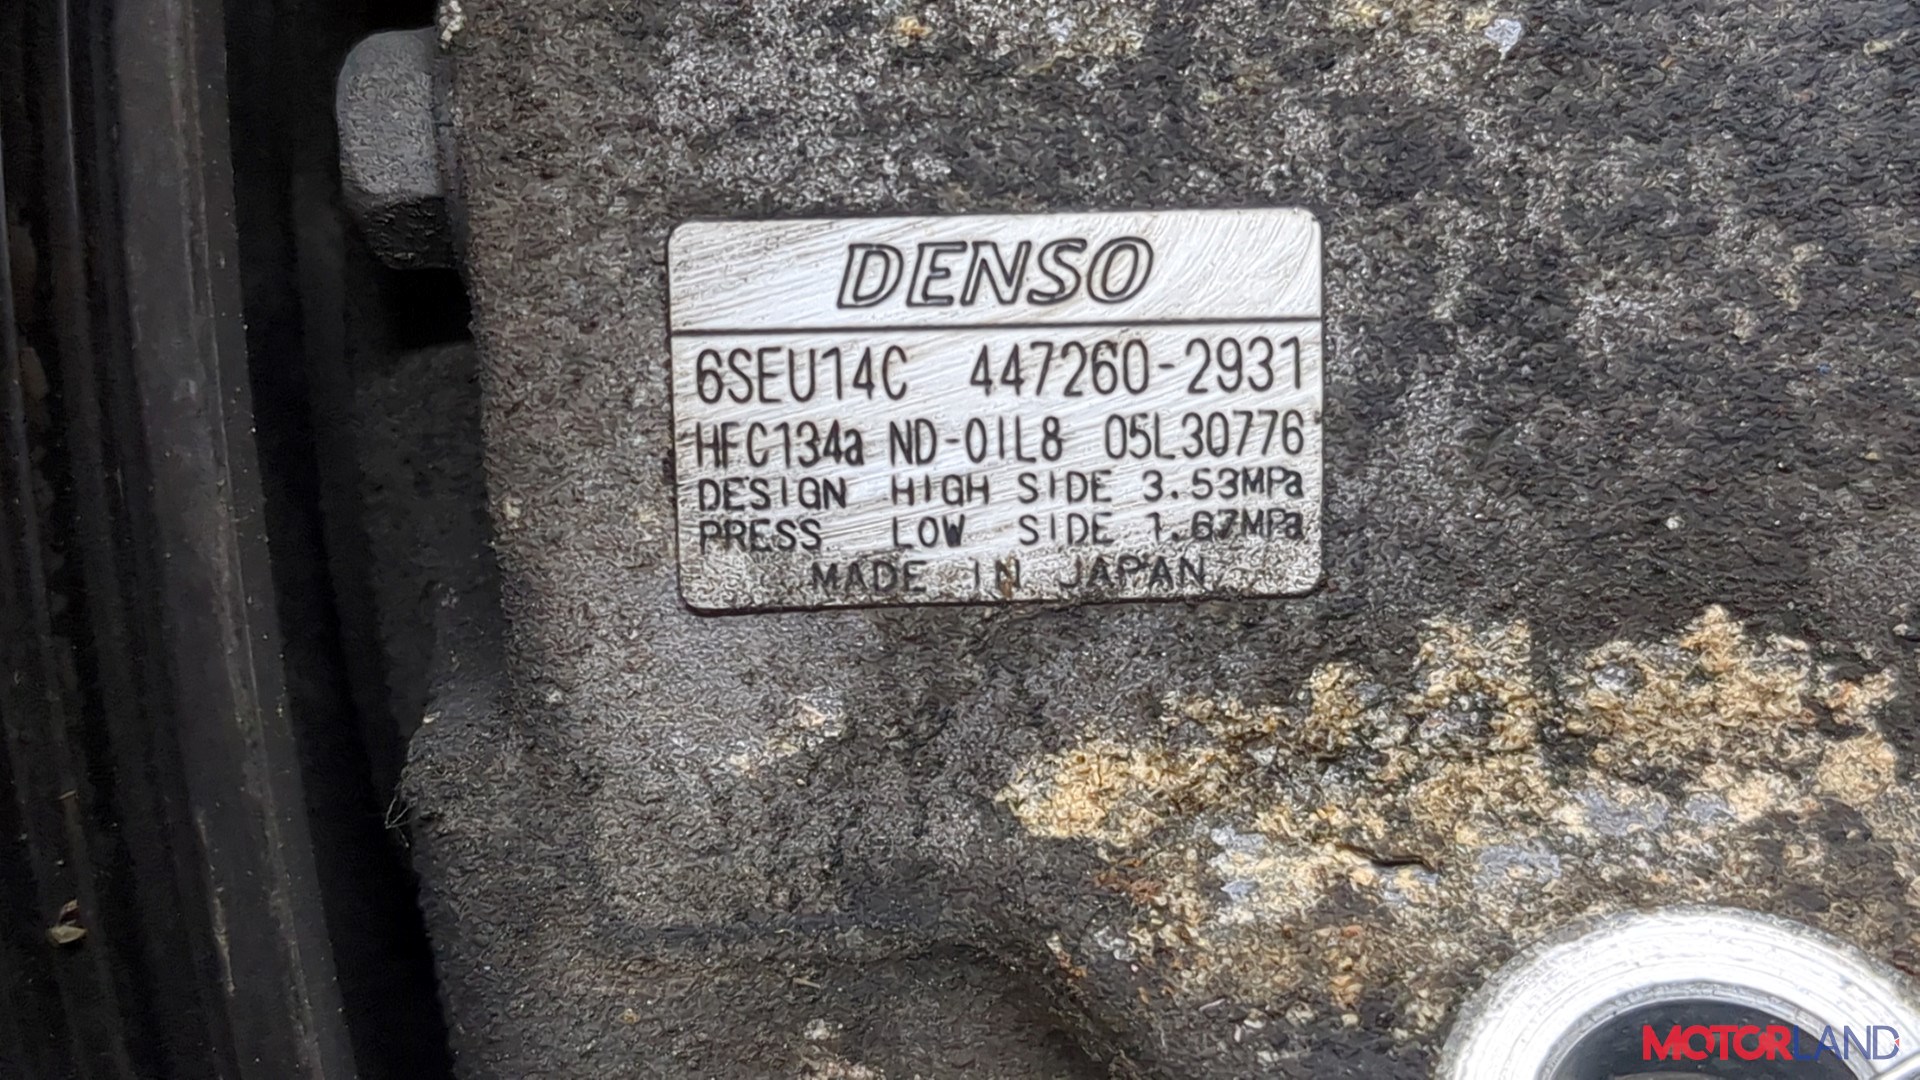 DENSO
6SEU14C 447260-2931
HFC134a ND-OIL8 05L30776
DESIGN HIGH SIDE 3.53MPa
PRESS LOW SIDE 1.67MPa
MADE IN JAPAN
MOTORLAND